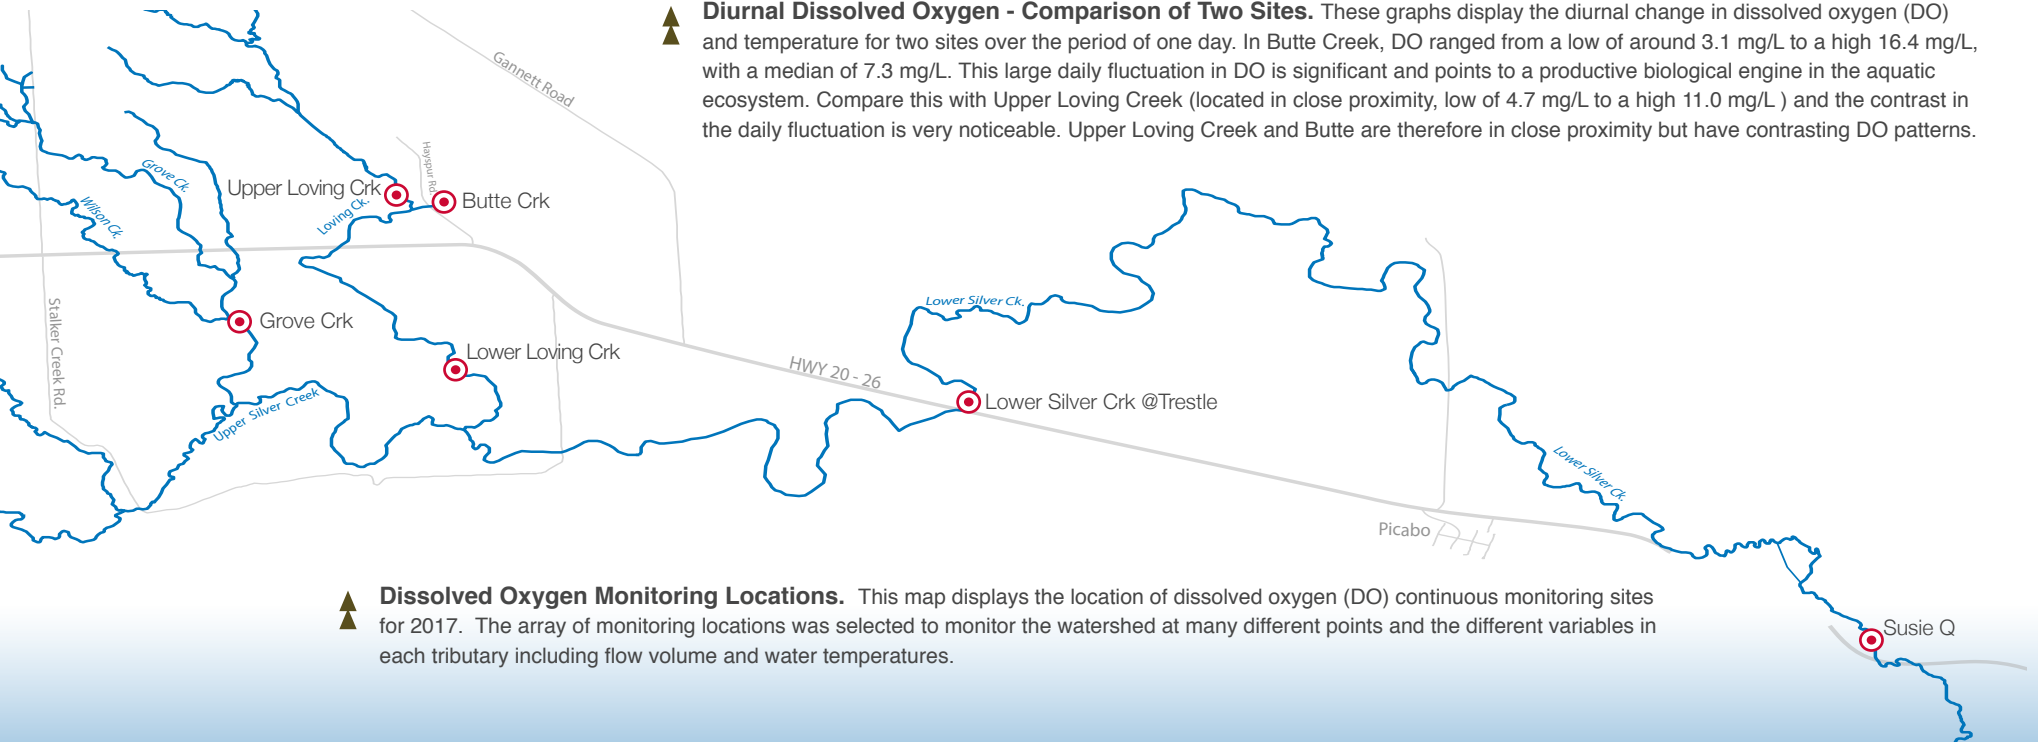 Diurnal Dissolved Oxygen - Comparison of Two Sites. These graphs display the diurnal change in dissolved oxygen (DO)
and temperature for two sites over the period of one day. In Butte Creek, DO ranged from a low of around 3.1 mg/L to a high 16.4 mg/L,
with a median of 7.3 mg/L. This large daily fluctuation in DO is significant and points to a productive biological engine in the aquatic
ecosystem. Compare this with Upper Loving Creek (located in close proximity, low of 4.7 mg/L to a high 11.0 mg/L ) and the contrast in
the daily fluctuation is very noticeable. Upper Loving Creek and Butte are therefore in close proximity but have contrasting DO patterns.
Gannett Road
Hayspur Rd.
Grove Ck.
Upper Loving Crk
Butte Crk
Wilson Ck.
Loving Ck.
Stalker Creek Rd.
Grove Crk
Lower Silver Ck.
Lower Loving Crk
HWY 20 - 26
Upper Silver Creek
Lower Silver Crk @Trestle
Lower Silver Ck.
Picabo
Dissolved Oxygen Monitoring Locations. This map displays the location of dissolved oxygen (DO) continuous monitoring sites
for 2017. The array of monitoring locations was selected to monitor the watershed at many different points and the different variables in
each tributary including flow volume and water temperatures.
Susie Q